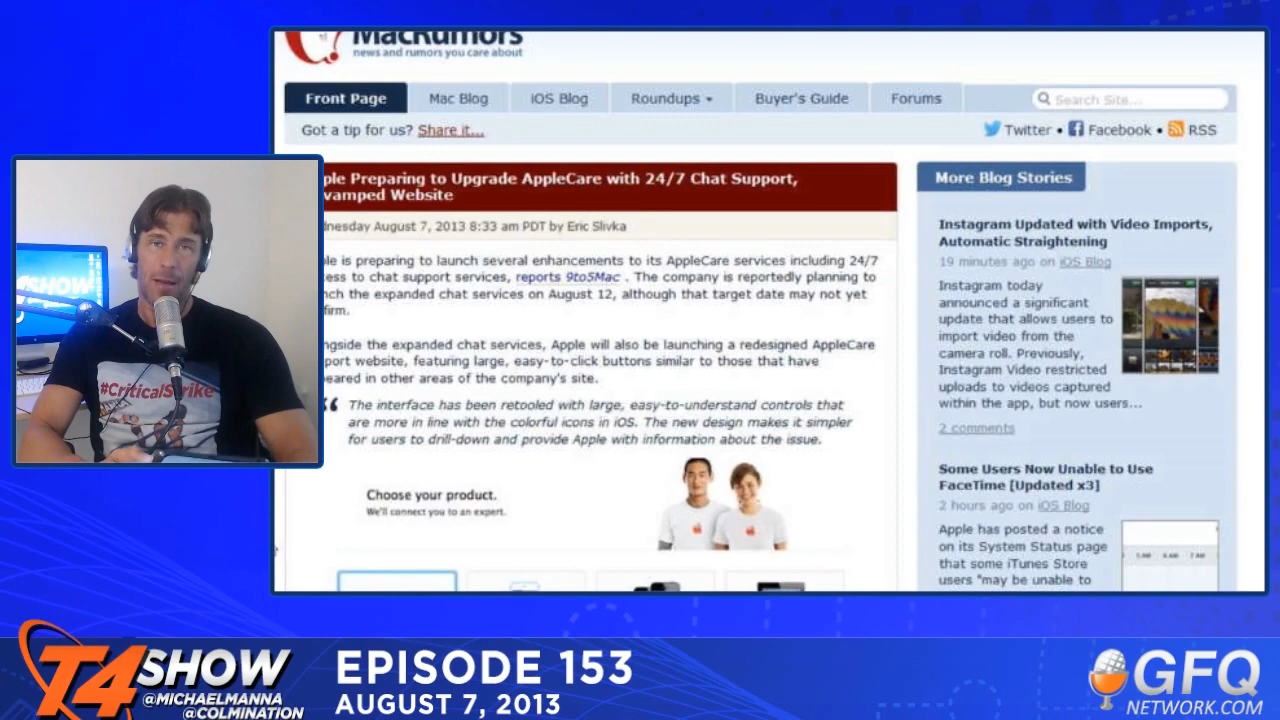 MacRumors
news and rumors you care about
Front Page Mac Blog iOS Blog Roundups Buyer's Guide Forums Search Site...
Got a tip for us? Share it... Twitter • Facebook • RSS
ple Preparing to Upgrade AppleCare with 24/7 Chat Support,
vamped Website
dnesday August 7, 2013 8:33 am PDT by Eric Slivka
ple is preparing to launch several enhancements to its AppleCare services including 24/7
ess to chat support services, reports 9to5Mac . The company is reportedly planning to
nch the expanded chat services on August 12, although that target date may not yet
firm.
ngside the expanded chat services, Apple will also be launching a redesigned AppleCare
port website, featuring large, easy-to-click buttons similar to those that have
eared in other areas of the company's site.
“ The interface has been retooled with large, easy-to-understand controls that
are more in line with the colorful icons in iOS. The new design makes it simpler
for users to drill-down and provide Apple with information about the issue.
Choose your product.
We'll connect you to an expert.
More Blog Stories
Instagram Updated with Video Imports,
Automatic Straightening
19 minutes ago on iOS Blog
Instagram today
announced a significant
update that allows users to
import video from the
camera roll. Previously,
Instagram Video restricted
uploads to videos captured
within the app, but now users...
2 comments
Some Users Now Unable to Use
FaceTime [Updated x3]
2 hours ago on iOS Blog
Apple has posted a notice
on its System Status page
that some iTunes Store
users "may be unable to
5 AM 6 AM 7 AM
SHOW
#CriticalStrike
T4 SHOW
@MICHAELMANNA
@COLMINATION
EPISODE 153
AUGUST 7, 2013
GFQ
NETWORK.COM